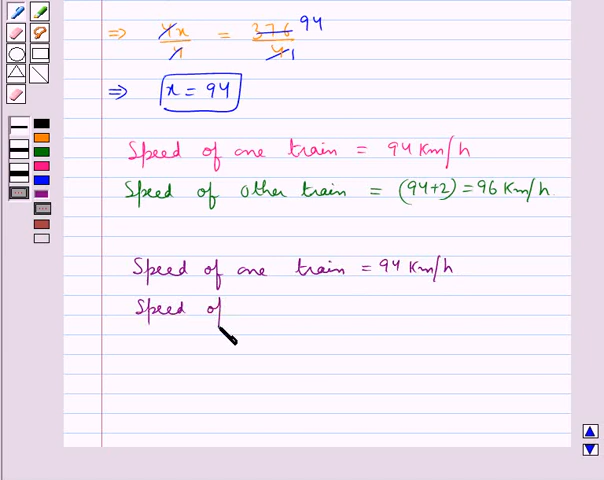 ⇒ 4x/4 = 376/4 94 1
⇒ x = 94
Speed of one train = 94 Km/h
Speed of other train = (94+2) = 96 Km/h.
Speed of one train = 94 Km/h
Speed of